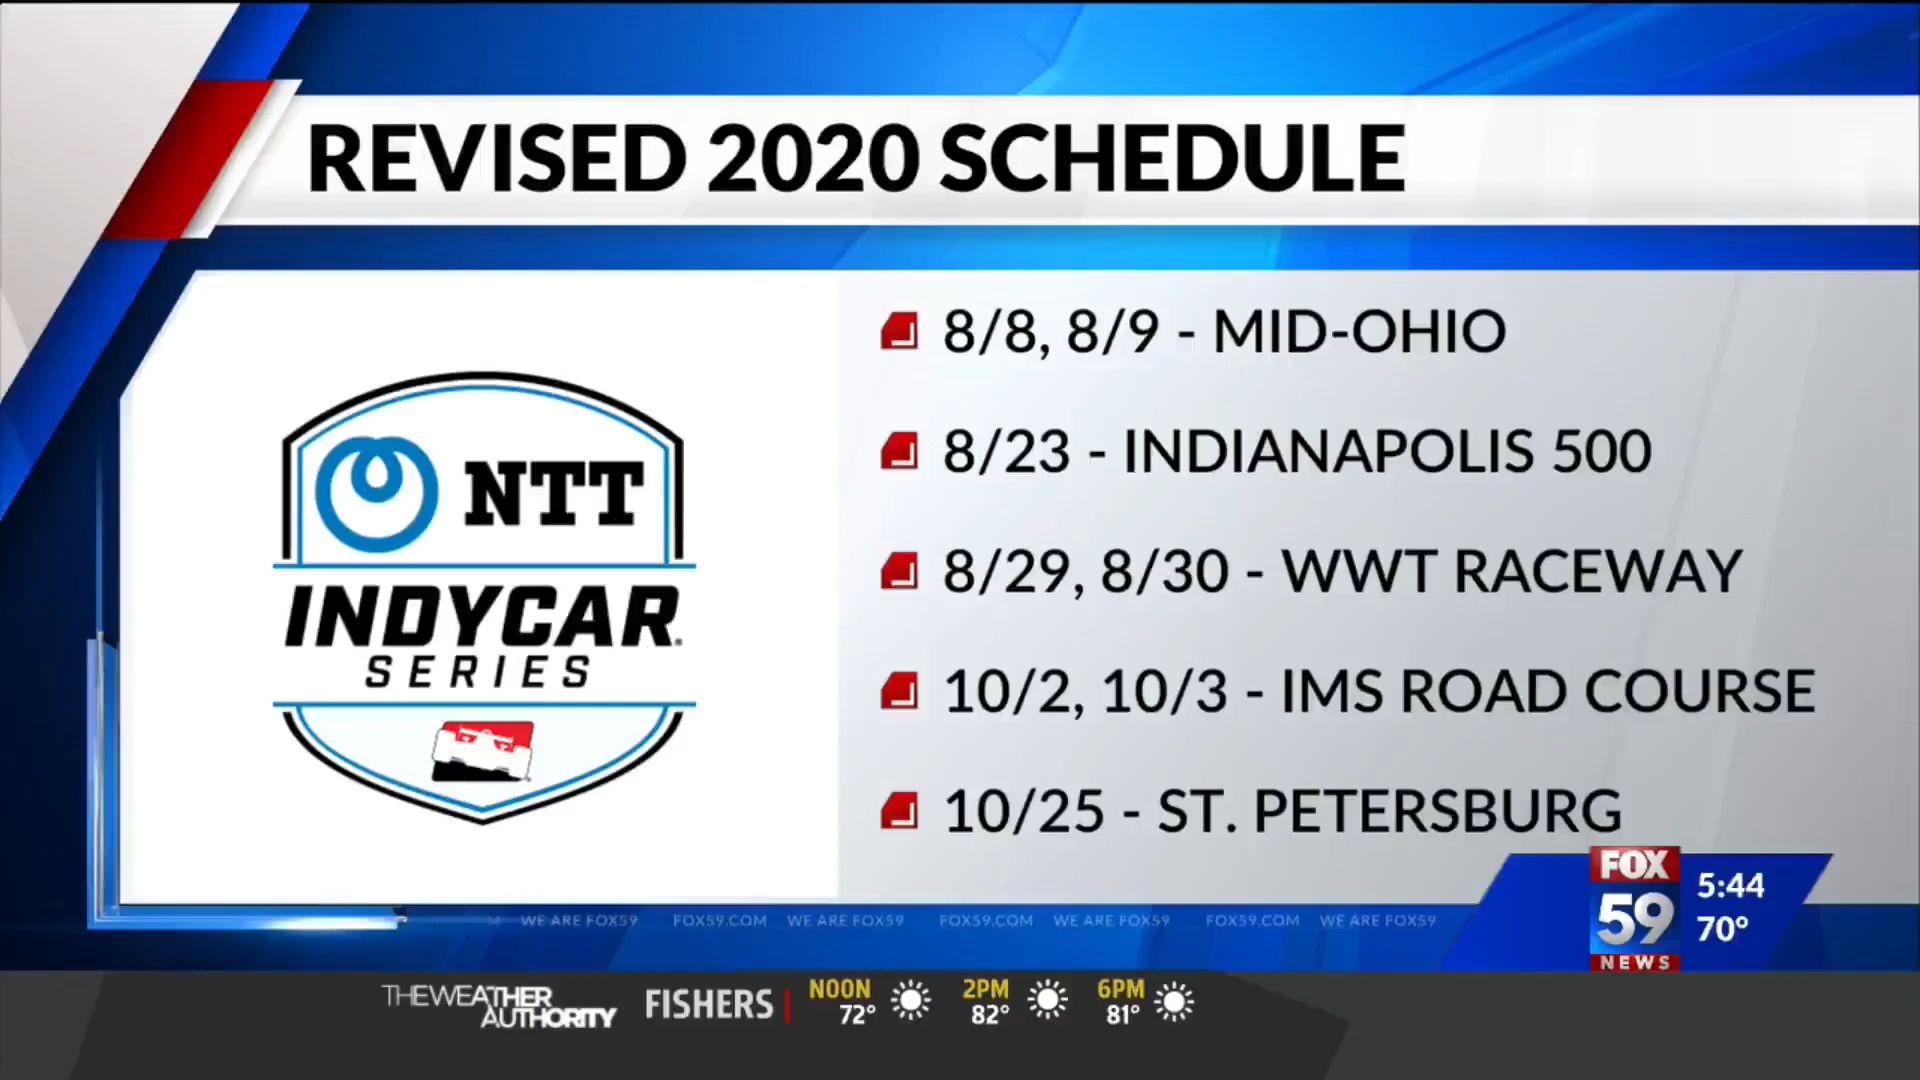 REVISED 2020 SCHEDULE
NTT
INDYCAR
SERIES
8/8, 8/9 - MID-OHIO
8/23 - INDIANAPOLIS 500
8/29, 8/30 - WWT RACEWAY
10/2, 10/3 - IMS ROAD COURSE
10/25 - ST. PETERSBURG
FOX
59
NEWS
5:44
70°
WE ARE FOX59 FOX59.COM WE ARE FOX59 FOX59.COM WE ARE FOX59 FOX59.COM WE ARE FOX59
THEWEATHER
AUTHORITY
FISHERS
NOON
72°
2PM
82°
6PM
81°